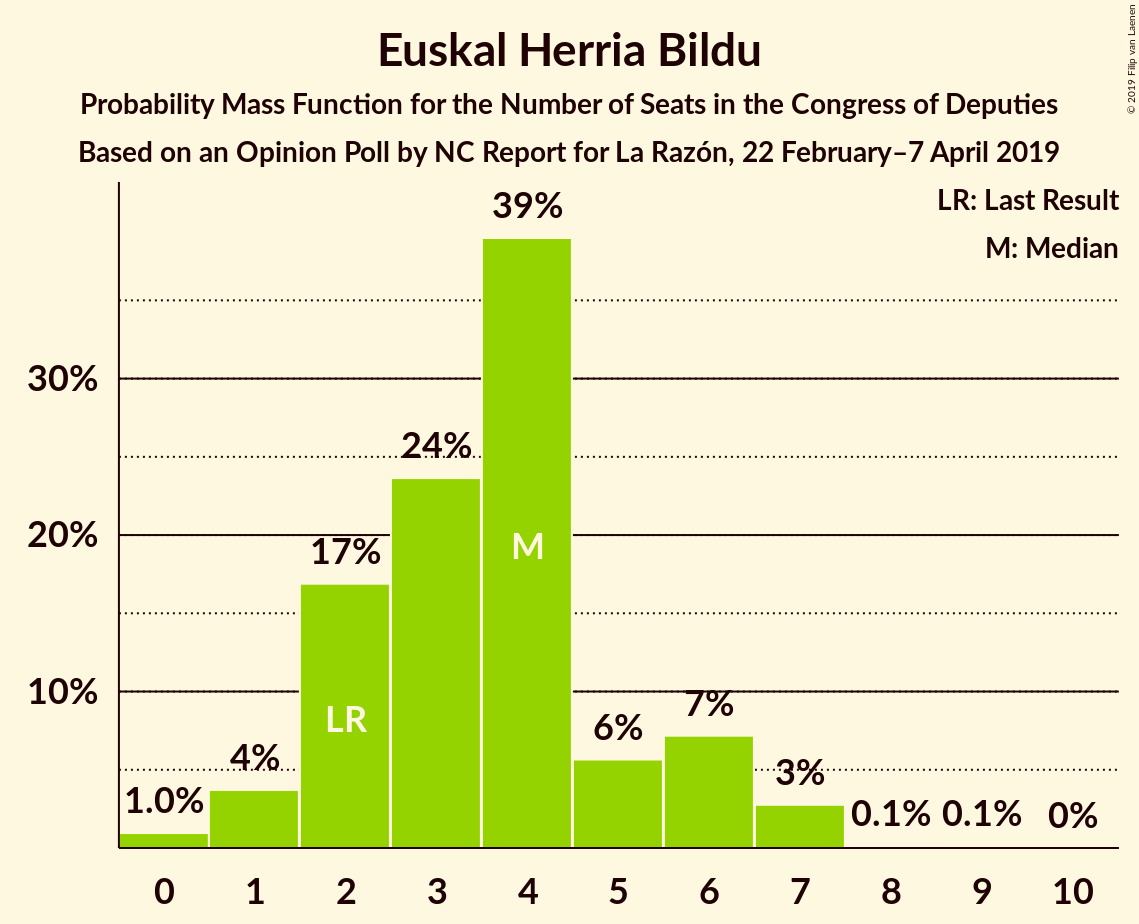 Euskal Herria Bildu
Probability Mass Function for the Number of Seats in the Congress of Deputies
Based on an Opinion Poll by NC Report for La Razón, 22 February–7 April 2019
© 2019 Filip van Laenen
LR: Last Result
M: Median
39%
30%
24%
20%
17%
M
10%
LR
7%
6%
4%
3%
1.0%
0.1%
0.1%
0%
0 1 2 3 4 5 6 7 8 9 10